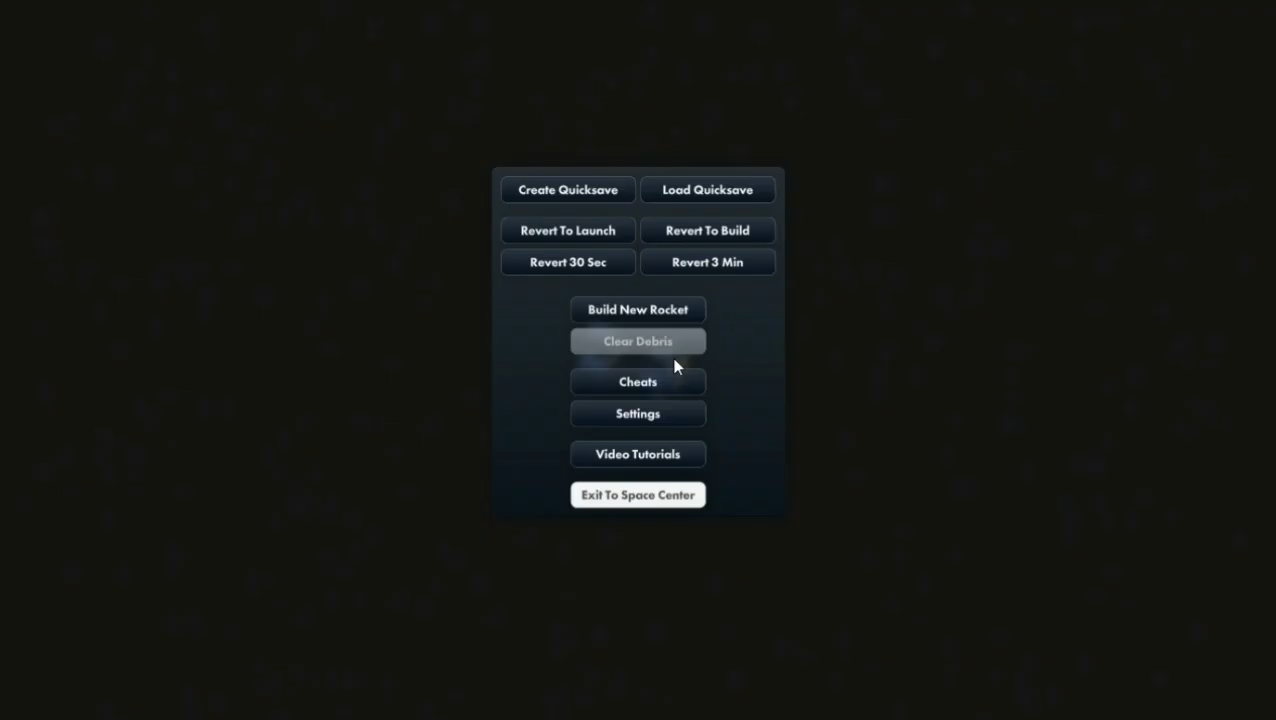 Create Quicksave
Load Quicksave
Revert To Launch
Revert To Build
Revert 30 Sec
Revert 3 Min
Build New Rocket
Clear Debris
Cheats
Settings
Video Tutorials
Exit To Space Center